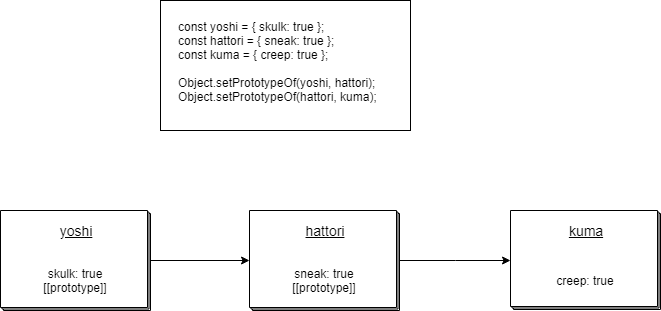 const yoshi = { skulk: true };
const hattori = { sneak: true };
const kuma = { creep: true };
Object.setPrototypeOf(yoshi, hattori);
Object.setPrototypeOf(hattori, kuma);
yoshi
skulk: true
[[prototype]]
hattori
sneak: true
[[prototype]]
kuma
creep: true